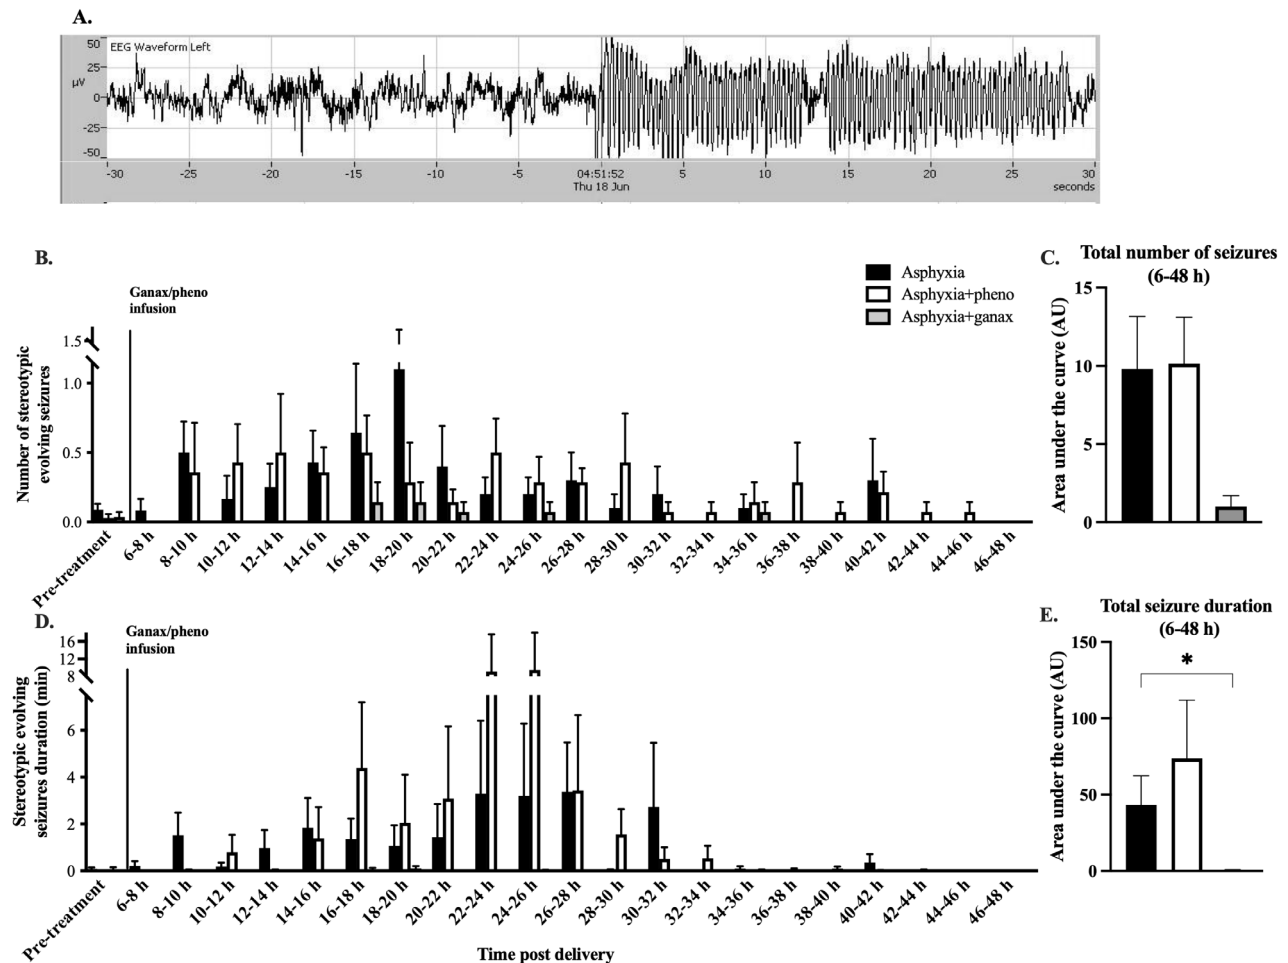 A.
EEG Waveform Left
50
25
µV
0
-25
-50
-30 -25 -20 -15 -10 -5 04:51:52 5 10 15 20 25 30
Thu 18 Jun
seconds
B.
Ganax/pheno
infusion
Asphyxia
Asphyxia+pheno
Asphyxia+ganax
Number of stereotypic
evolving seizures
1.5
1.0
0.5
0.0
Pre-treatment 6-8 h 8-10 h 10-12 h 12-14 h 14-16 h 16-18 h 18-20 h 20-22 h 22-24 h 24-26 h 26-28 h 28-30 h 30-32 h 32-34 h 34-36 h 36-38 h 38-40 h 40-42 h 42-44 h 44-46 h 46-48 h
C.
Total number of seizures
(6-48 h)
Area under the curve (AU)
15
10
5
0
D.
Ganax/pheno
infusion
Stereotypic evolving
seizures duration (min)
16
12
8
6
4
2
0
Pre-treatment 6-8 h 8-10 h 10-12 h 12-14 h 14-16 h 16-18 h 18-20 h 20-22 h 22-24 h 24-26 h 26-28 h 28-30 h 30-32 h 32-34 h 34-36 h 36-38 h 38-40 h 40-42 h 42-44 h 44-46 h 46-48 h
Time post delivery
E.
Total seizure duration
(6-48 h)
Area under the curve (AU)
150
100
50
0
*